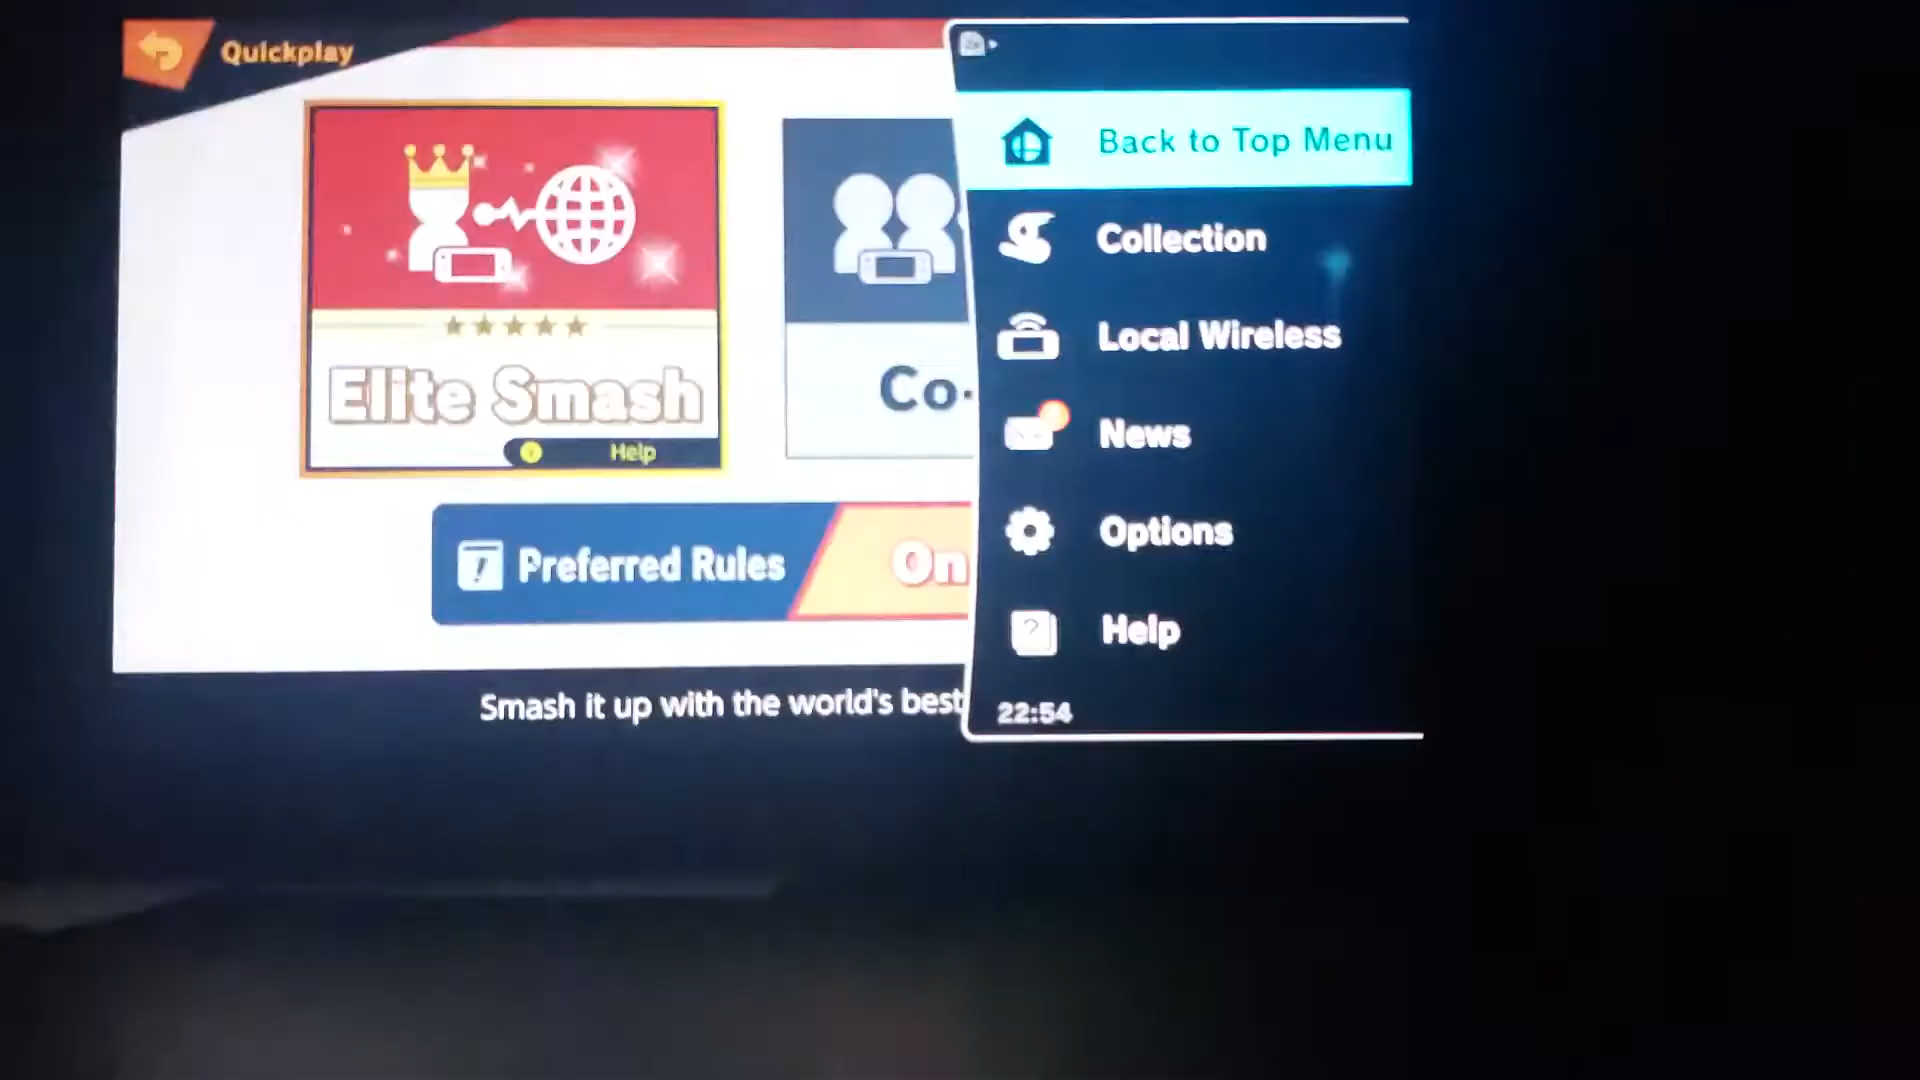 Quickplay
Elite Smash
Help
Co-
Preferred Rules
On
Smash it up with the world's best
Back to Top Menu
Collection
Local Wireless
News
Options
? Help
22:54